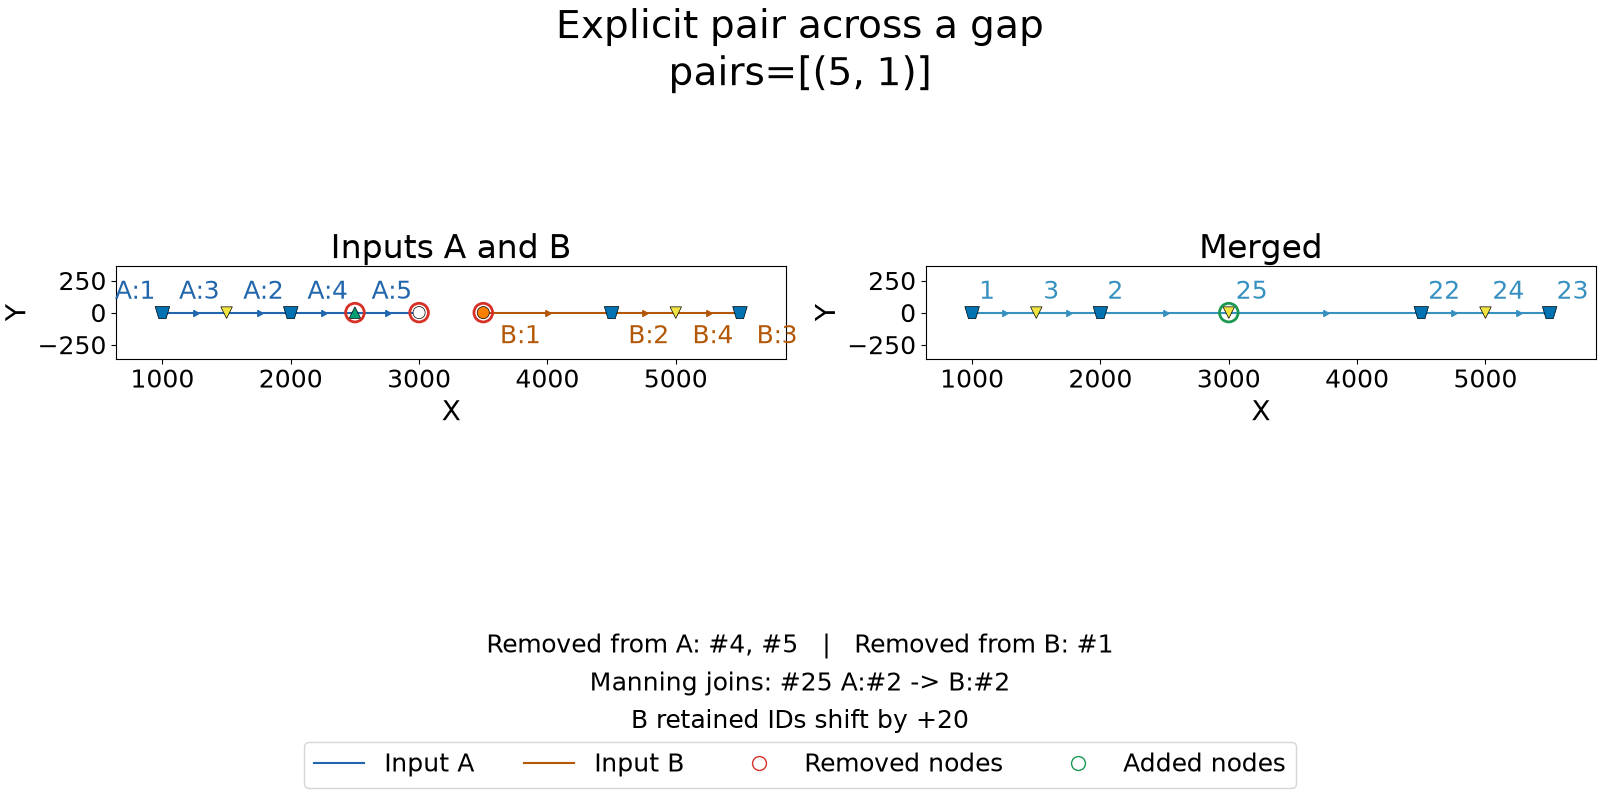 Explicit pair across a gap
pairs=[(5, 1)]
Inputs A and B
250
0
−250
Y
A:1 A:3 A:2 A:4 A:5
B:1 B:2 B:4 B:3
1000 2000 3000 4000 5000
X
Merged
250
0
−250
Y
1 3 2 25 22 24 23
1000 2000 3000 4000 5000
X
Removed from A: #4, #5 | Removed from B: #1
Manning joins: #25 A:#2 -> B:#2
B retained IDs shift by +20
Input A Input B Removed nodes Added nodes